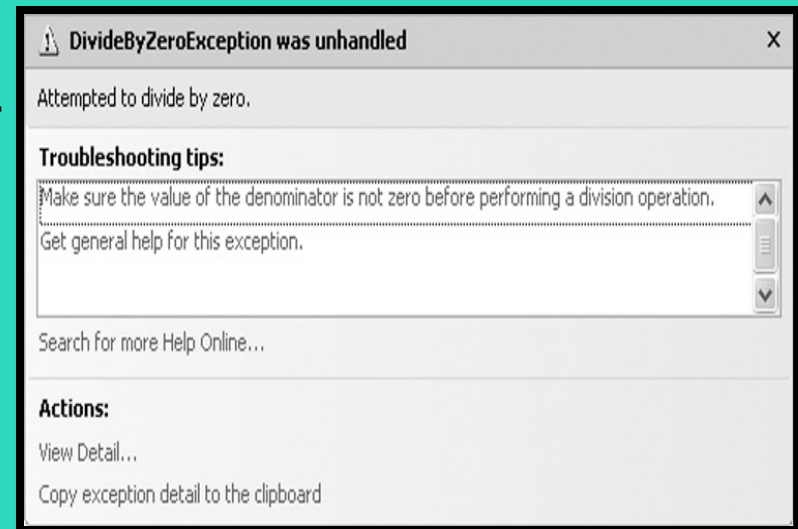 DivideByZeroException was unhandled
Attempted to divide by zero.
Troubleshooting tips:
Make sure the value of the denominator is not zero before performing a division operation.
Get general help for this exception.
Search for more Help Online...
Actions:
View Detail...
Copy exception detail to the clipboard